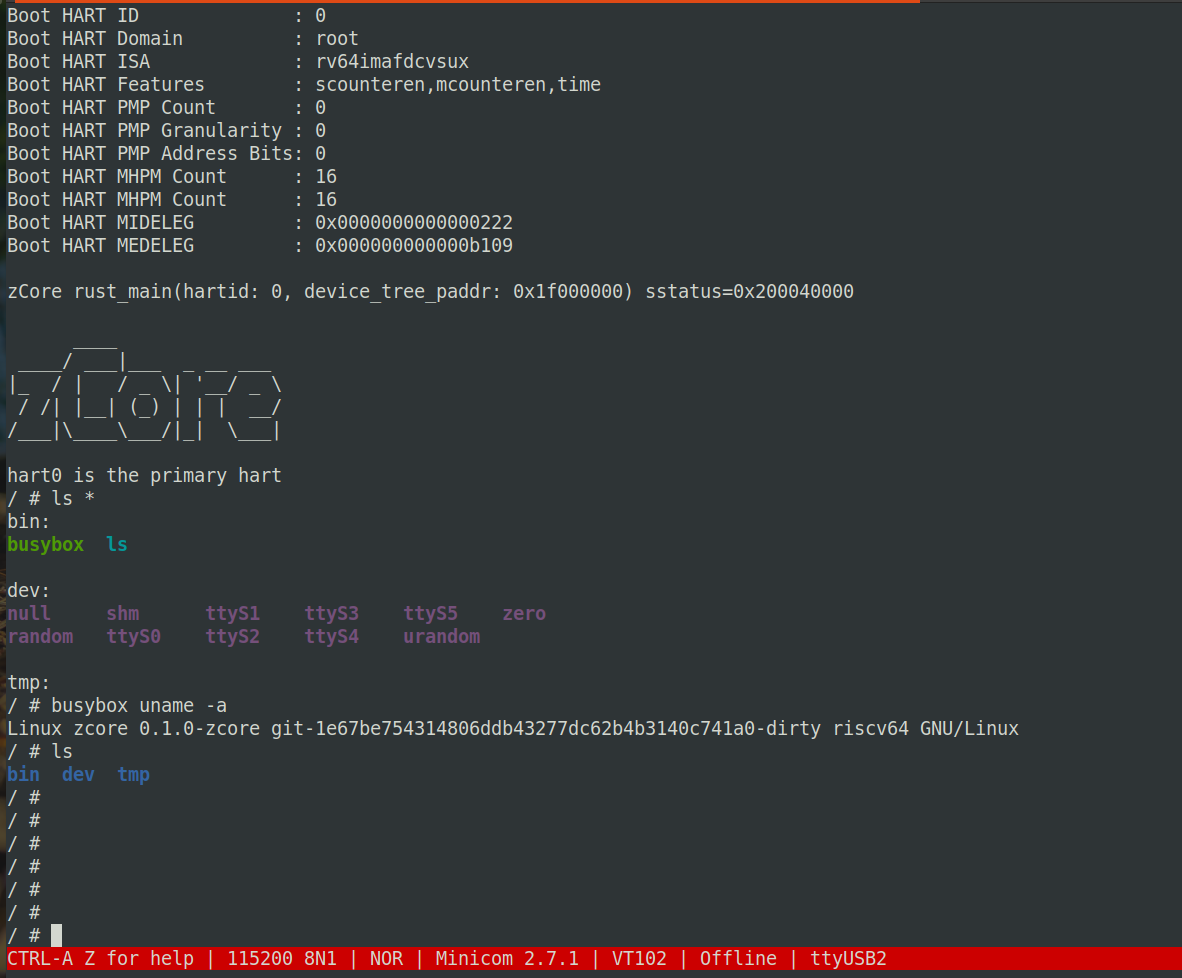 Boot HART ID              : 0
Boot HART Domain          : root
Boot HART ISA             : rv64imafdcvsux
Boot HART Features        : scounteren,mcounteren,time
Boot HART PMP Count       : 0
Boot HART PMP Granularity : 0
Boot HART PMP Address Bits: 0
Boot HART MHPM Count      : 16
Boot HART MHPM Count      : 16
Boot HART MIDELEG         : 0x0000000000000222
Boot HART MEDELEG         : 0x000000000000b109
zCore rust_main(hartid: 0, device_tree_paddr: 0x1f000000) sstatus=0x200040000
      ____
 ____/ ___|___  _ __ ___
|_  / |   / _ \| '__/ _ \
 / /| |__| (_) | | |  __/
/___|\____\___/|_|  \___|
hart0 is the primary hart
/ # ls *
bin:
busybox  ls
dev:
null     shm      ttyS1    ttyS3    ttyS5    zero
random   ttyS0    ttyS2    ttyS4    urandom
tmp:
/ # busybox uname -a
Linux zcore 0.1.0-zcore git-1e67be754314806ddb43277dc62b4b3140c741a0-dirty riscv64 GNU/Linux
/ # ls
bin  dev  tmp
/ #
/ #
/ #
/ #
/ #
/ #
/ #
CTRL-A Z for help | 115200 8N1 | NOR | Minicom 2.7.1 | VT102 | Offline | ttyUSB2